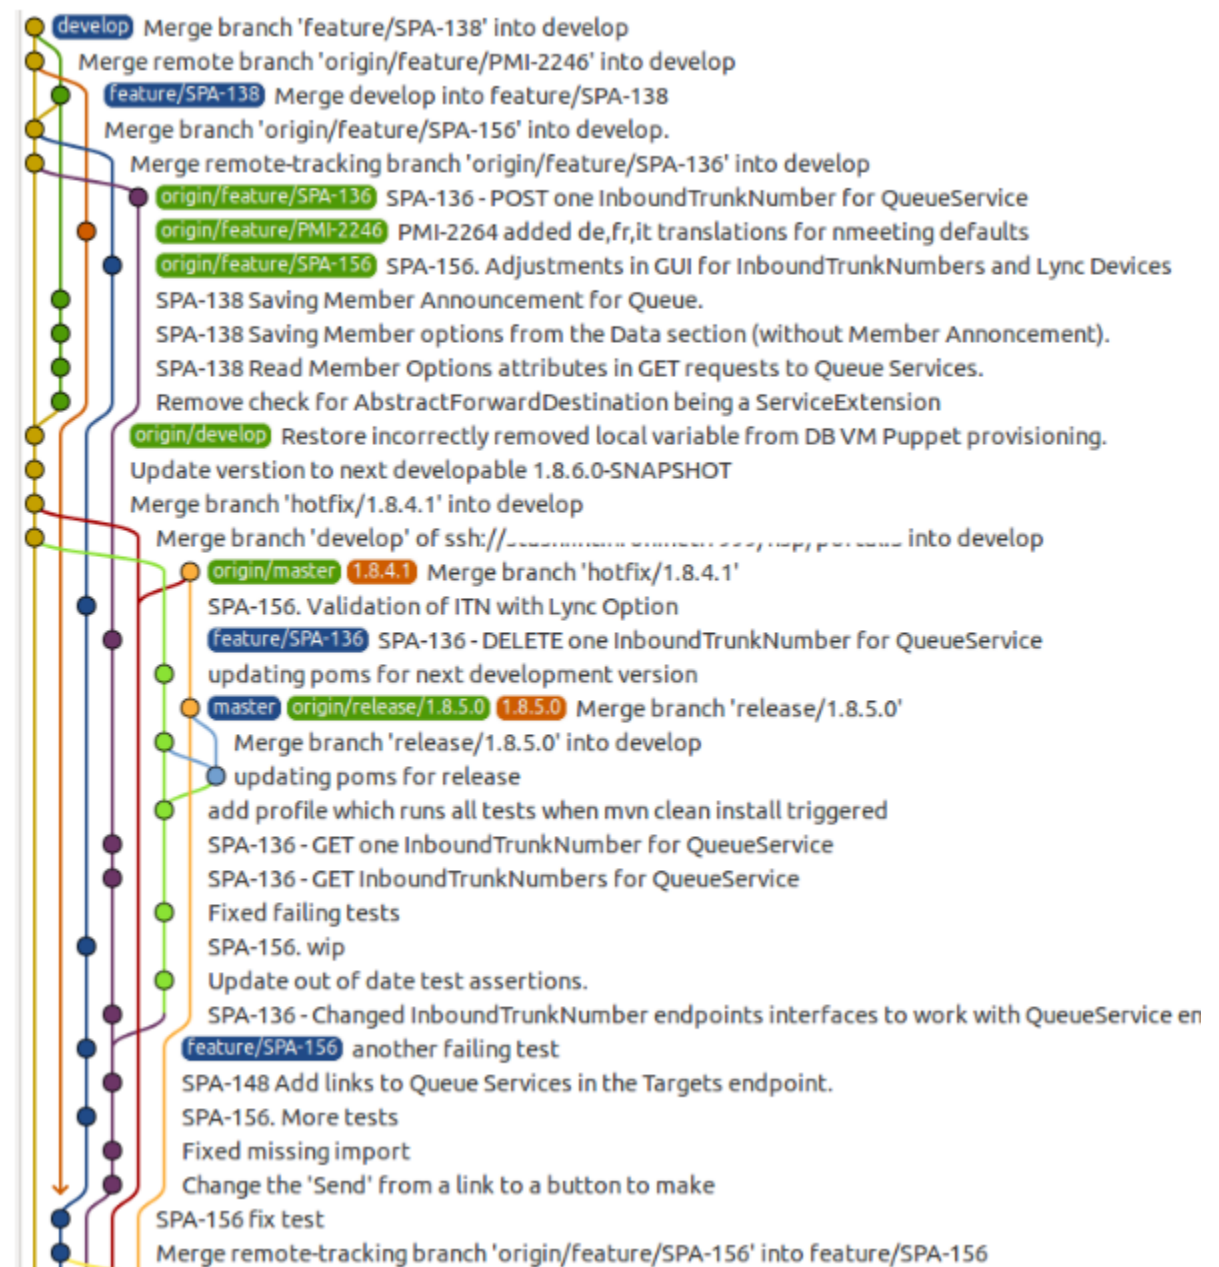 develop Merge branch 'feature/SPA-138' into develop
Merge remote branch 'origin/feature/PMI-2246' into develop
feature/SPA-138 Merge develop into feature/SPA-138
Merge branch 'origin/feature/SPA-156' into develop.
Merge remote-tracking branch 'origin/feature/SPA-136' into develop
origin/feature/SPA-136 SPA-136 - POST one InboundTrunkNumber for QueueService
origin/feature/PMI-2246 PMI-2264 added de,fr,it translations for nmeeting defaults
origin/feature/SPA-156 SPA-156. Adjustments in GUI for InboundTrunkNumbers and Lync Devices
SPA-138 Saving Member Announcement for Queue.
SPA-138 Saving Member options from the Data section (without Member Annoncement).
SPA-138 Read Member Options attributes in GET requests to Queue Services.
Remove check for AbstractForwardDestination being a ServiceExtension
origin/develop Restore incorrectly removed local variable from DB VM Puppet provisioning.
Update verstion to next developable 1.8.6.0-SNAPSHOT
Merge branch 'hotfix/1.8.4.1' into develop
Merge branch 'develop' of ssh:// into develop
origin/master 1.8.4.1 Merge branch 'hotfix/1.8.4.1'
SPA-156. Validation of ITN with Lync Option
feature/SPA-136 SPA-136 - DELETE one InboundTrunkNumber for QueueService
updating poms for next development version
master origin/release/1.8.5.0 1.8.5.0 Merge branch 'release/1.8.5.0'
Merge branch 'release/1.8.5.0' into develop
updating poms for release
add profile which runs all tests when mvn clean install triggered
SPA-136 - GET one InboundTrunkNumber for QueueService
SPA-136 - GET InboundTrunkNumbers for QueueService
Fixed failing tests
SPA-156. wip
Update out of date test assertions.
SPA-136 - Changed InboundTrunkNumber endpoints interfaces to work with QueueService en
feature/SPA-156 another failing test
SPA-148 Add links to Queue Services in the Targets endpoint.
SPA-156. More tests
Fixed missing import
Change the 'Send' from a link to a button to make
SPA-156 fix test
Merge remote-tracking branch 'origin/feature/SPA-156' into feature/SPA-156